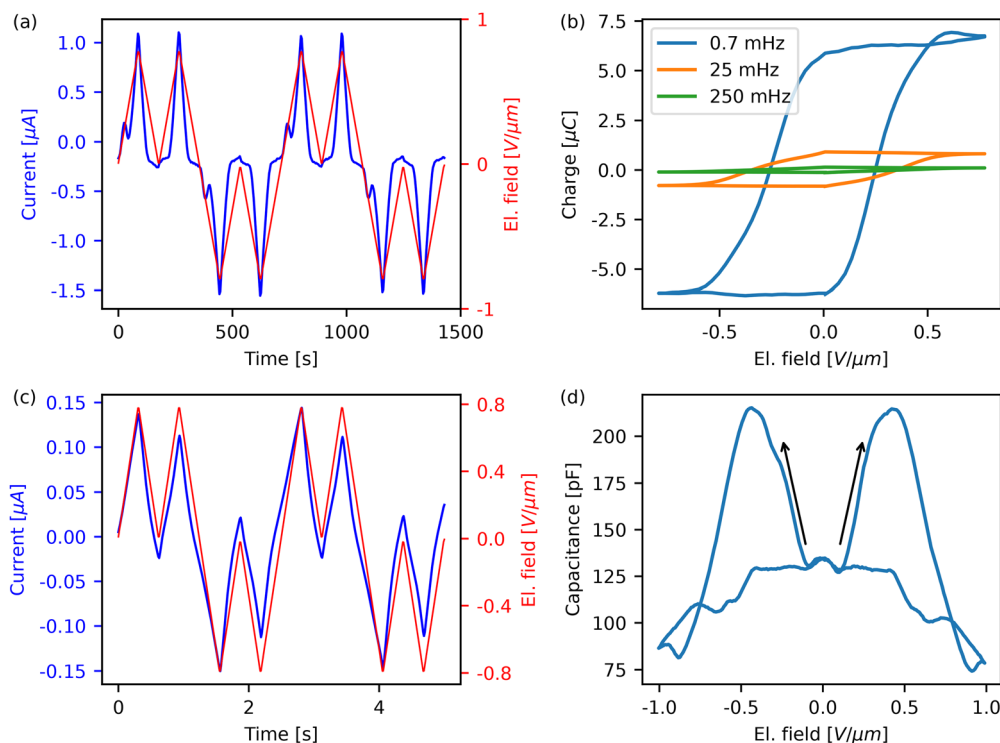 (a)
1.0
0.5
0.0
-0.5
-1.0
-1.5
Current [μA]
1
0
-1
El. field [V/μm]
0
500
1000
1500
Time [s]
(b)
7.5
5.0
2.5
0.0
-2.5
-5.0
Charge [μC]
0.7 mHz
25 mHz
250 mHz
-0.5
0.0
0.5
El. field [V/μm]
(c)
0.15
0.10
0.05
0.00
-0.05
-0.10
-0.15
Current [μA]
0.8
0.4
0.0
-0.4
-0.8
El. field [V/μm]
0
2
4
Time [s]
(d)
200
175
150
125
100
75
Capacitance [pF]
-1.0
-0.5
0.0
0.5
1.0
El. field [V/μm]